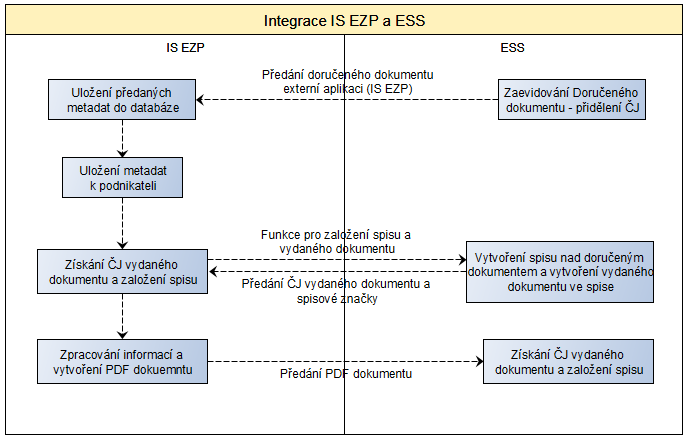 Integrace IS EZP a ESS
IS EZP
ESS
Předání doručeného dokumentu
externí aplikaci (IS EZP)
Uložení předaných
metadat do databáze
Zaevidování Doručeného
dokumentu - přidělení ČJ
Uložení metadat
k podnikateli
Funkce pro založení spisu a
vydaného dokumentu
Získání ČJ vydaného
dokumentu a založení spisu
Vytvoření spisu nad doručeným
dokumentem a vytvoření vydaného
dokumentu ve spise
Předání ČJ vydaného dokumentu a
spisové značky
Zpracování informací a
vytvoření PDF dokuemntu
Předání PDF dokumentu
Získání ČJ vydaného
dokumentu a založení spisu